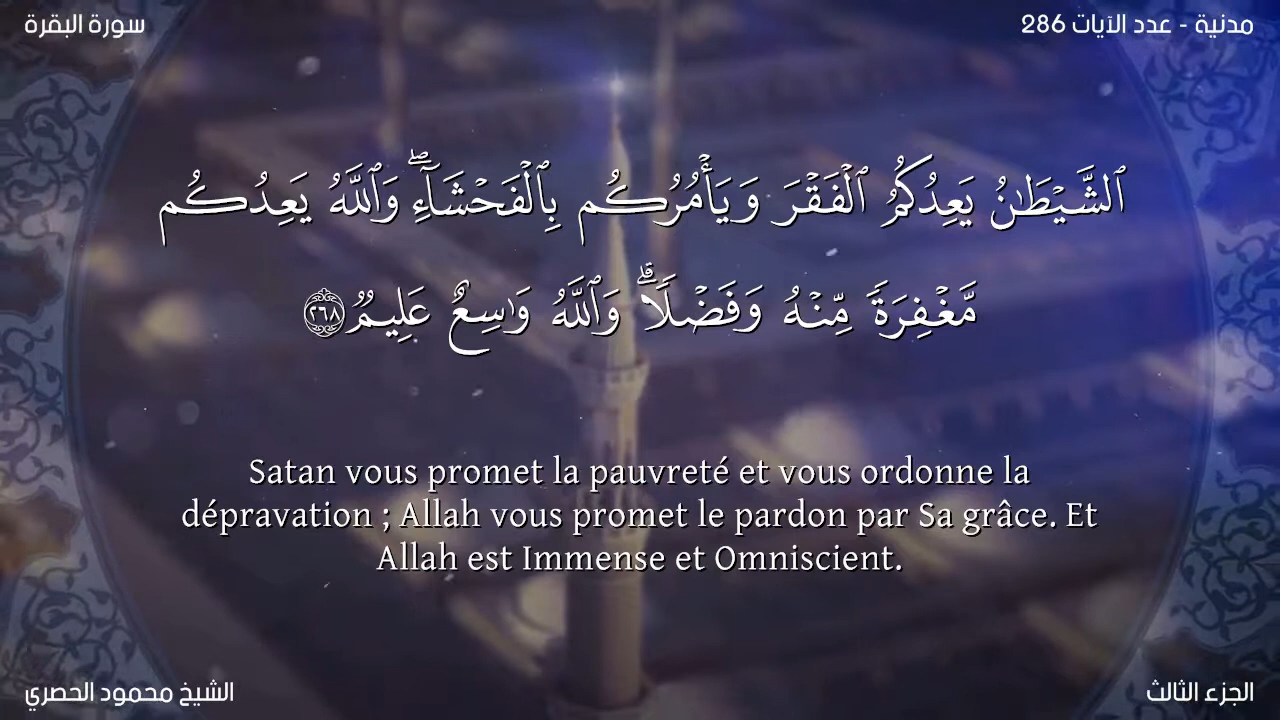 سورة البقرة
مدنية - عدد الآيات 286
ٱلشَّيْطَٰنُ يَعِدُكُمُ ٱلْفَقْرَ وَيَأْمُرُكُم بِٱلْفَحْشَآءِ ۖ وَٱللَّهُ يَعِدُكُم
مَّغْفِرَةً مِّنْهُ وَفَضْلًا ۗ وَٱللَّهُ وَٰسِعٌ عَلِيمٌ ٢٦٨
Satan vous promet la pauvreté et vous ordonne la
dépravation ; Allah vous promet le pardon par Sa grâce. Et
Allah est Immense et Omniscient.
الشيخ محمود الحصري
الجزء الثالث